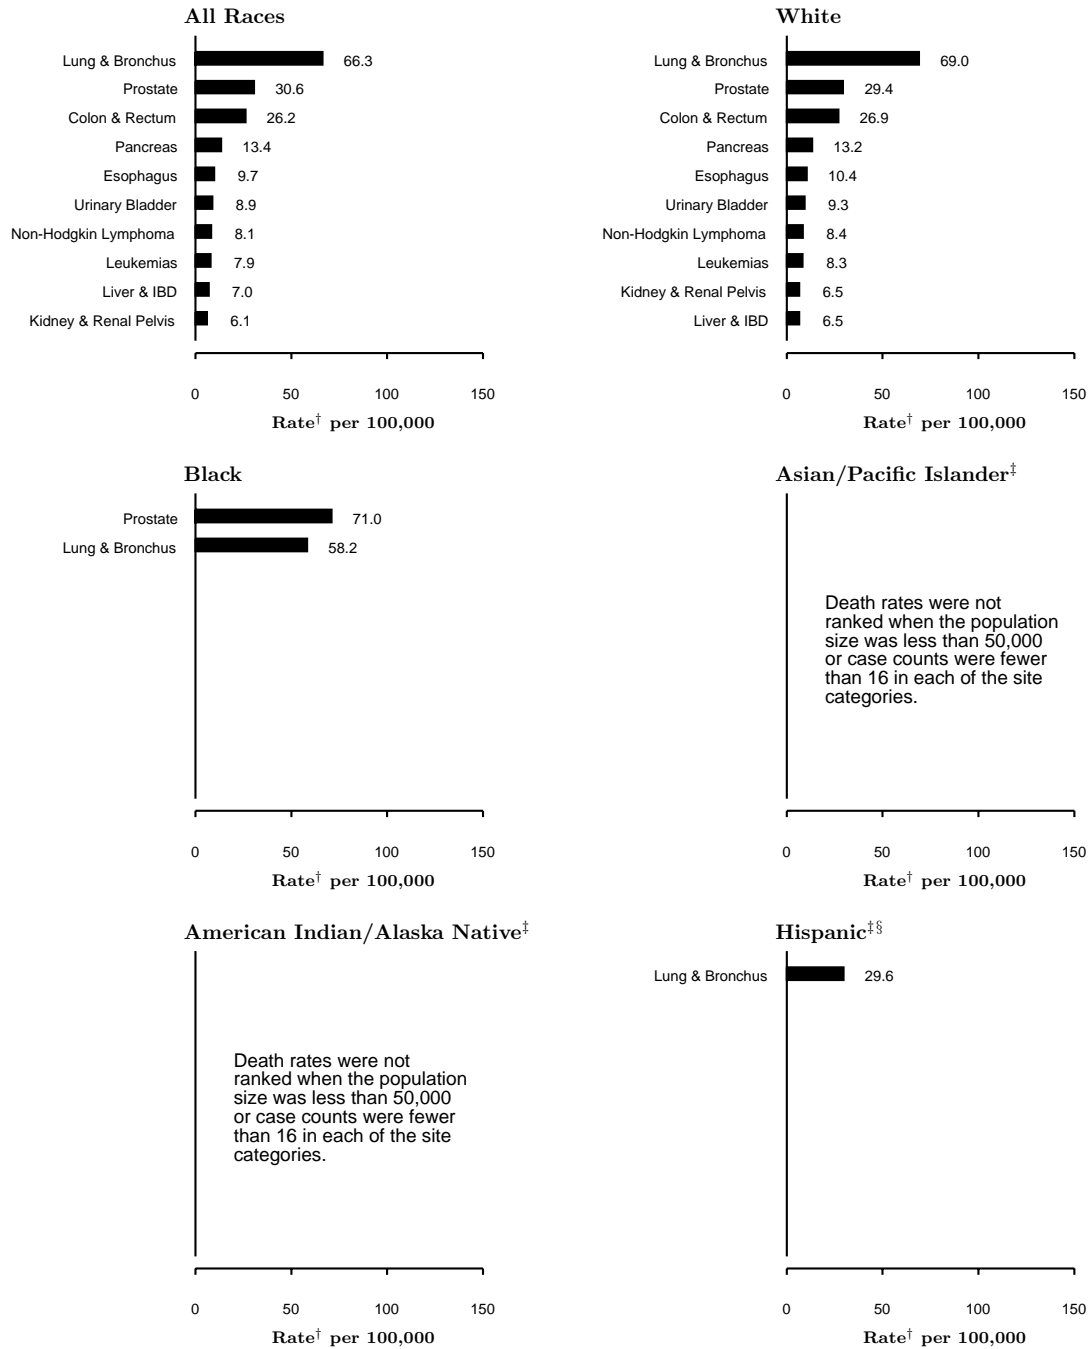 All Races
Lung & Bronchus 66.3
Prostate 30.6
Colon & Rectum 26.2
Pancreas 13.4
Esophagus 9.7
Urinary Bladder 8.9
Non-Hodgkin Lymphoma 8.1
Leukemias 7.9
Liver & IBD 7.0
Kidney & Renal Pelvis 6.1
0 50 100 150
Rate† per 100,000
White
Lung & Bronchus 69.0
Prostate 29.4
Colon & Rectum 26.9
Pancreas 13.2
Esophagus 10.4
Urinary Bladder 9.3
Non-Hodgkin Lymphoma 8.4
Leukemias 8.3
Kidney & Renal Pelvis 6.5
Liver & IBD 6.5
0 50 100 150
Rate† per 100,000
Black
Prostate 71.0
Lung & Bronchus 58.2
0 50 100 150
Rate† per 100,000
Asian/Pacific Islander‡
Death rates were not
ranked when the population
size was less than 50,000
or case counts were fewer
than 16 in each of the site
categories.
0 50 100 150
Rate† per 100,000
American Indian/Alaska Native‡
Death rates were not
ranked when the population
size was less than 50,000
or case counts were fewer
than 16 in each of the site
categories.
0 50 100 150
Rate† per 100,000
Hispanic‡§
Lung & Bronchus 29.6
0 50 100 150
Rate† per 100,000